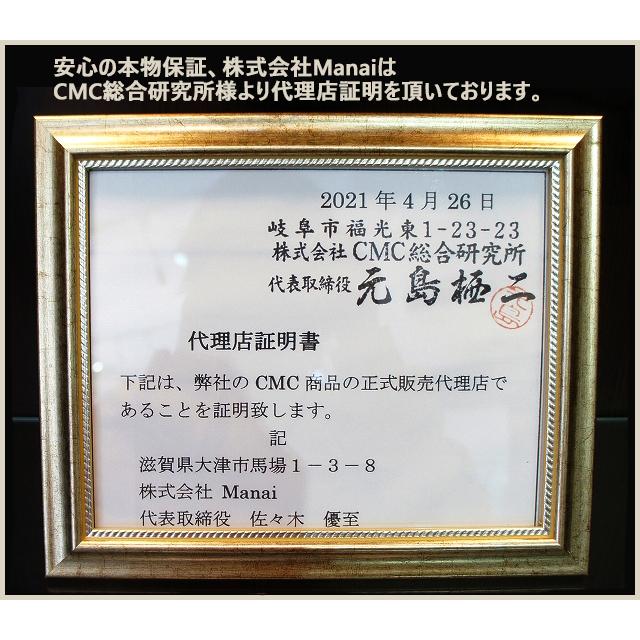 安心の本物保証、株式会社Manaiは
CMC総合研究所様より代理店証明を頂いております。
2021年4月26日
岐阜市福光東1-23-23
株式会社 CMC総合研究所
代表取締役 元島栖二
代理店証明書
下記は、弊社の CMC 商品の正式販売代理店で
あることを証明致します。
記
滋賀県大津市馬場1－3－8
株式会社 Manai
代表取締役 佐々木 優至